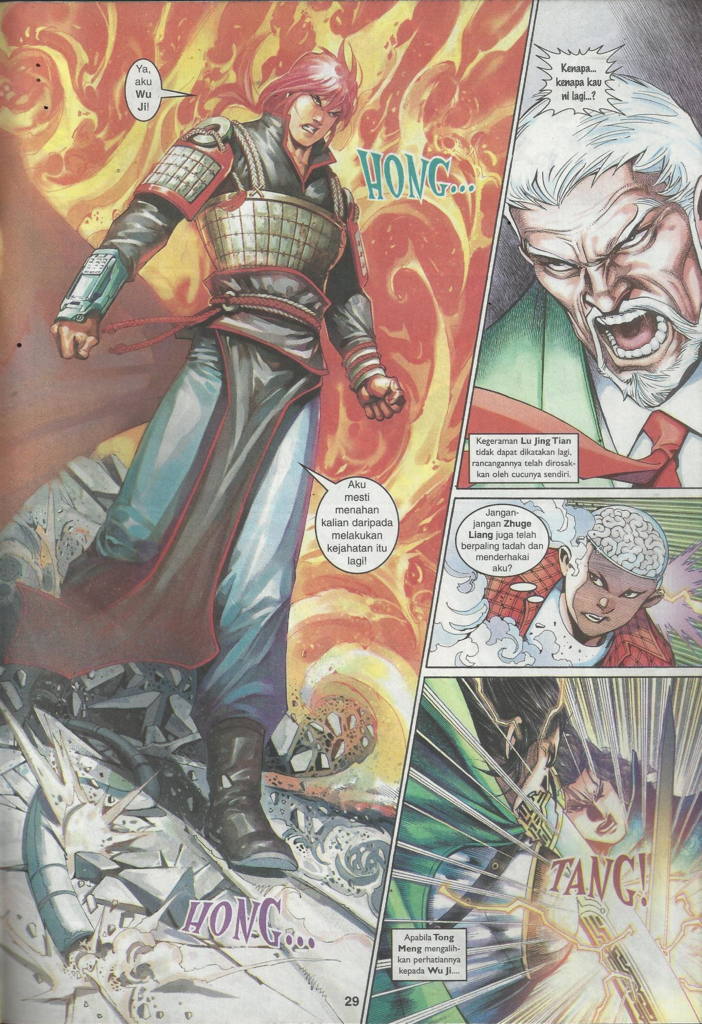 Ya,
aku
Wu
Ji!
HONG...
Kenapa...
kenapa kau
ni lagi...?
Kegeraman Lu Jing Tian
tidak dapat dikatakan lagi,
rancangannya telah dirosak-
kan oleh cucunya sendiri.
Aku
mesti
menahan
kalian daripada
melakukan
kejahatan itu
lagi!
Jangan-
jangan Zhuge
Liang juga telah
berpaling tadah dan
menderhakai
aku?
TANG!
HONG...
Apabila Tong
Meng mengalih-
kan perhatiannya
kepada Wu Ji....
29